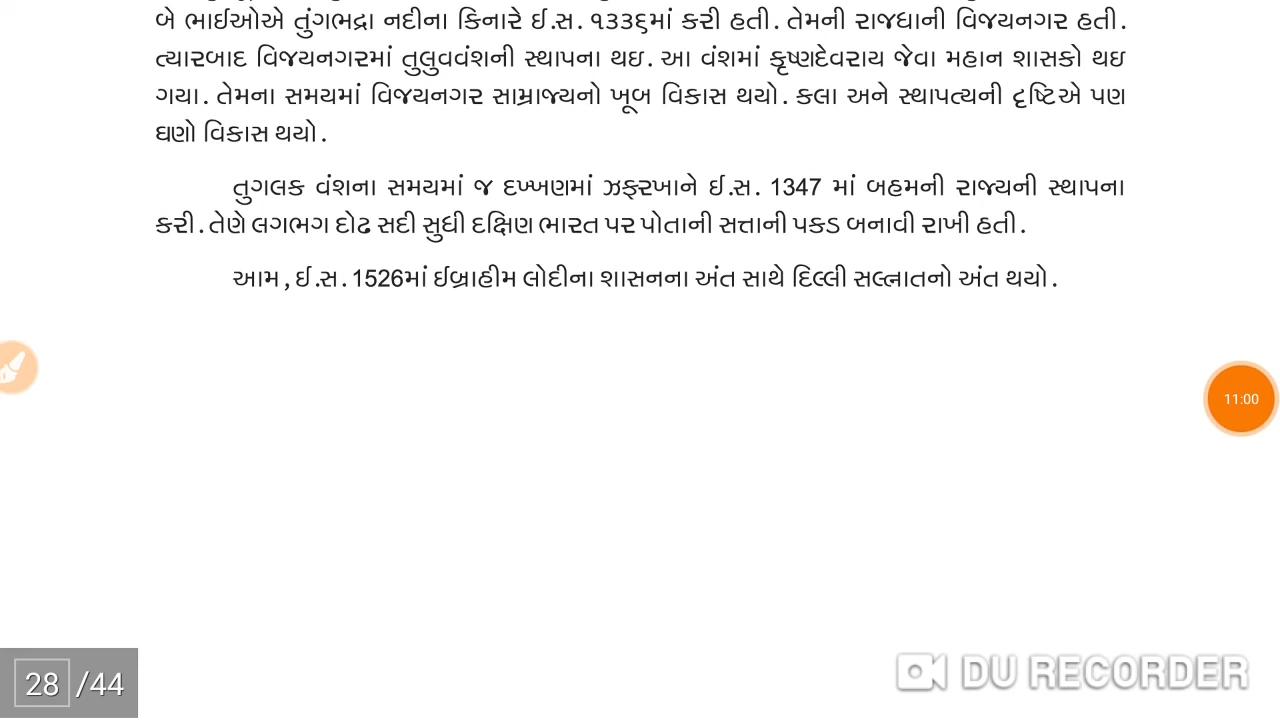 બે ભાઈઓએ તુંગભદ્રા નદીના કિનારે ઈ.સ. ૧૩૩૬માં કરી હતી. તેમની રાજધાની વિજયનગર હતી.
ત્યારબાદ વિજયનગરમાં તુલુવવંશની સ્થાપના થઇ. આ વંશમાં કૃષ્ણદેવરાય જેવા મહાન શાસકો થઇ
ગયા. તેમના સમયમાં વિજયનગર સામ્રાજ્યનો ખૂબ વિકાસ થયો. કલા અને સ્થાપત્યની દૃષ્ટિએ પણ
ઘણો વિકાસ થયો.
તુગલક વંશના સમયમાં જ દખ્ખણમાં ઝફરખાને ઈ.સ. 1347 માં બહમની રાજ્યની સ્થાપના
કરી. તેણે લગભગ દોઢ સદી સુધી દક્ષિણ ભારત પર પોતાની સત્તાની પકડ બનાવી રાખી હતી.
આમ, ઈ.સ. 1526માં ઈબ્રાહીમ લોદીના શાસનના અંત સાથે દિલ્લી સલ્તનાતનો અંત થયો.
11:00
28 /44
DU RECORDER